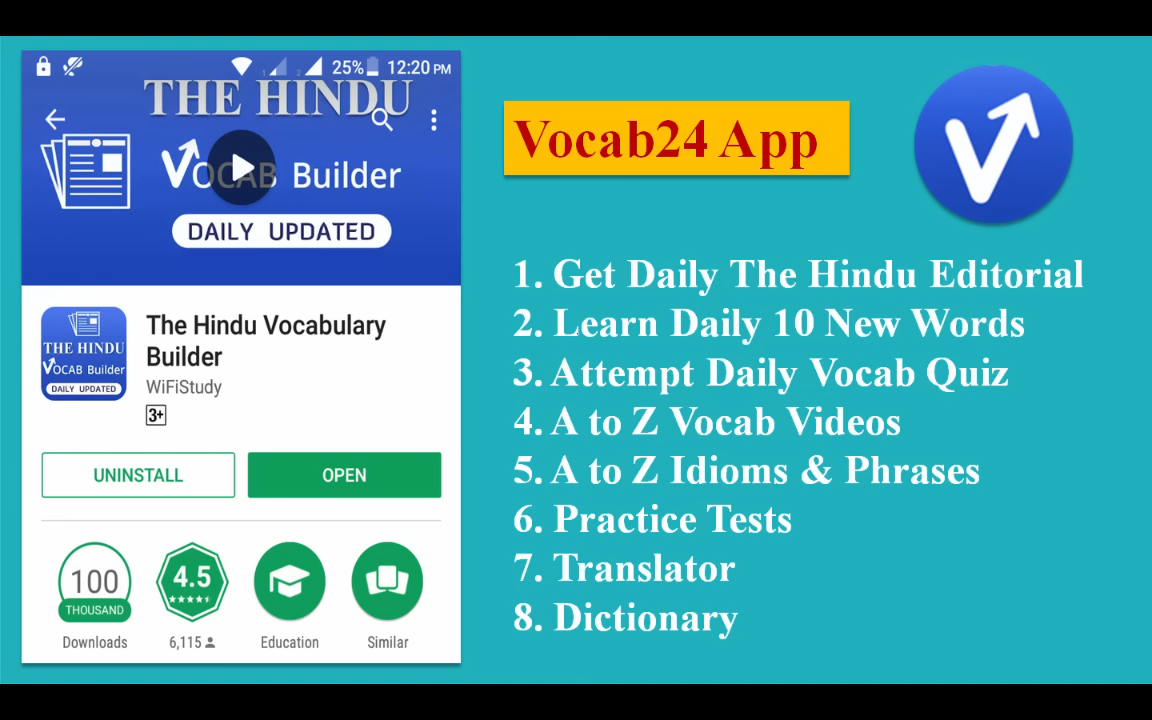 25% 12:20 PM
THE HINDU
VOCAB Builder
DAILY UPDATED
THE HINDU
VOCAB Builder
DAILY UPDATED
The Hindu Vocabulary
Builder
WiFiStudy
3+
UNINSTALL OPEN
100
THOUSAND
Downloads
4.5
6,115
Education
Similar
Vocab24 App
1. Get Daily The Hindu Editorial
2. Learn Daily 10 New Words
3. Attempt Daily Vocab Quiz
4. A to Z Vocab Videos
5. A to Z Idioms & Phrases
6. Practice Tests
7. Translator
8. Dictionary